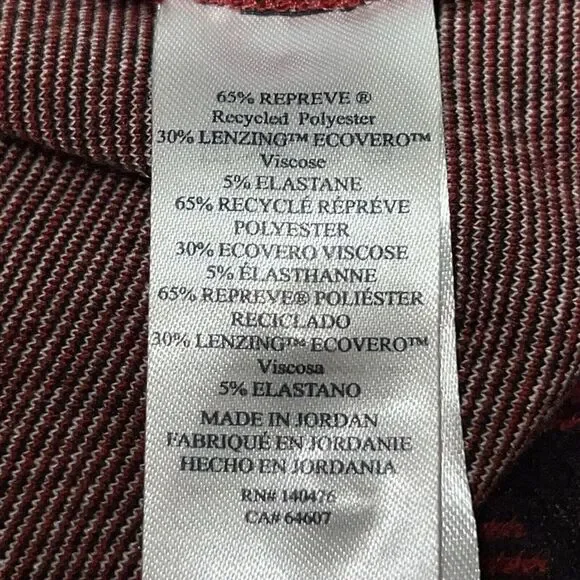 65% REPREVE ®
Recycled Polyester
30% LENZING™ ECOVERO™
Viscose
5% ELASTANE
65% RECYCLÉ RÉPREVE
POLYESTER
30% ECOVERO VISCOSE
5% ÉLASTHANNE
65% REPREVE® POLIÉSTER
RECICLADO
30% LENZING™ ECOVERO™
Viscosa
5% ELASTANO
MADE IN JORDAN
FABRIQUÉ EN JORDANIE
HECHO EN JORDANIA
RN# 140476
CA# 64607